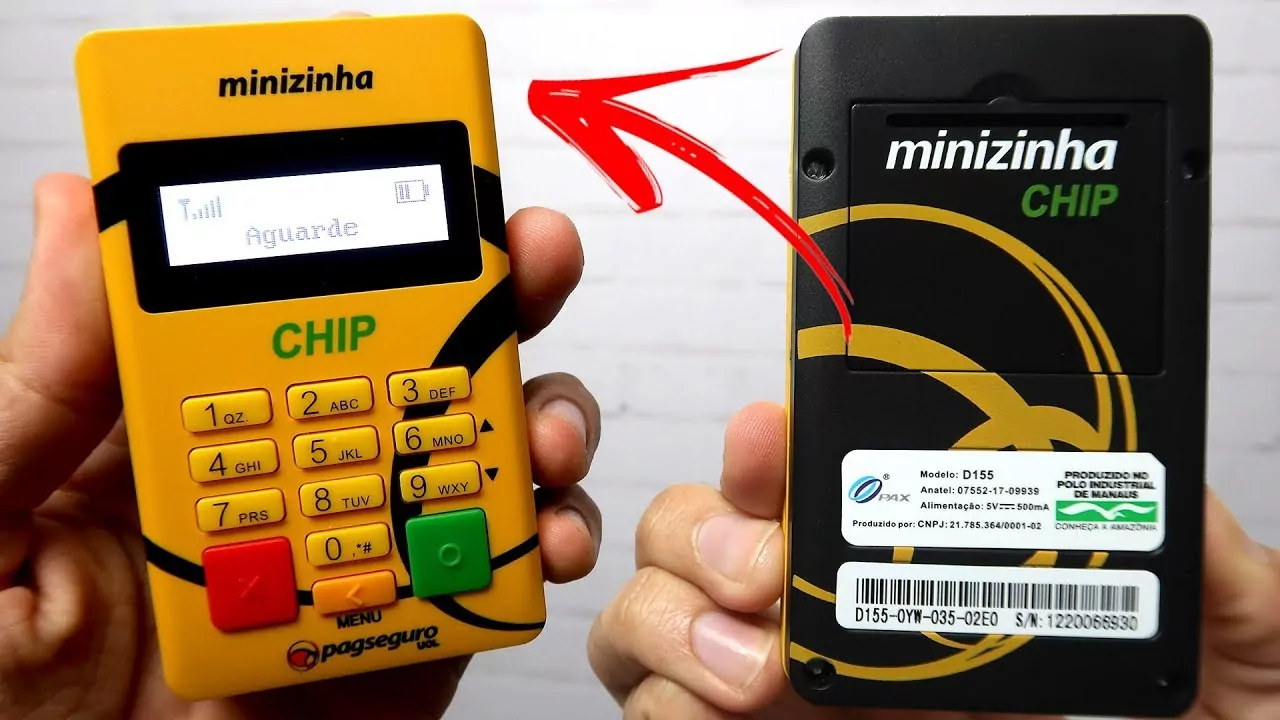 minizinha
Aguarde
CHIP
1 QZ.
2 ABC
3 DEF
4 GHI
5 JKL
6 MNO
7 PRS
8 TUV
9 WXY
0 ,*#
MENU
pagseguro
UOL
minizinha
CHIP
PAX
Modelo: D155
Anatel: 07552-17-09939
Alimentação: 5V⎓500mA
Produzido por: CNPJ: 21.785.364/0001-02
PRODUZIDO NO
POLO INDUSTRIAL
DE MANAUS
CONHEÇA A AMAZÔNIA
D155-0YW-035-02E0 S/N: 1220066930